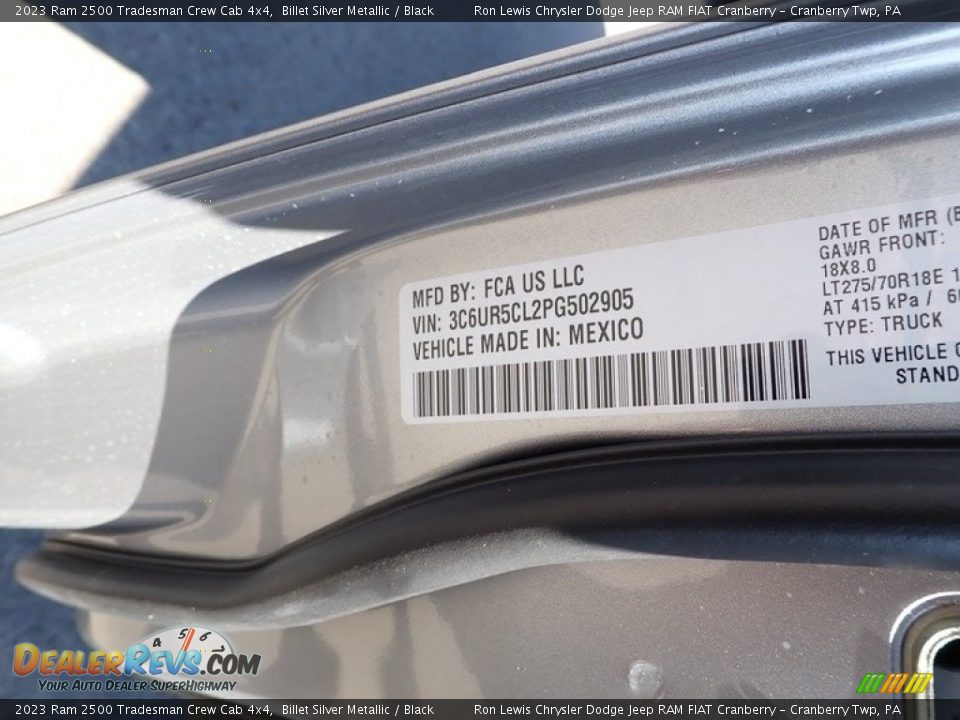 2023 Ram 2500 Tradesman Crew Cab 4x4, Billet Silver Metallic / Black Ron Lewis Chrysler Dodge Jeep RAM FIAT Cranberry - Cranberry Twp, PA
MFD BY: FCA US LLC
VIN: 3C6UR5CL2PG502905
VEHICLE MADE IN: MEXICO
DATE OF MFR (
GAWR FRONT:
18X8.0
LT275/70R18E
AT 415 kPa /
TYPE: TRUCK
THIS VEHICLE
STAND
4 5 6
DEALERREVS.COM
YOUR AUTO DEALER SUPERHIGHWAY
2023 Ram 2500 Tradesman Crew Cab 4x4, Billet Silver Metallic / Black Ron Lewis Chrysler Dodge Jeep RAM FIAT Cranberry - Cranberry Twp, PA